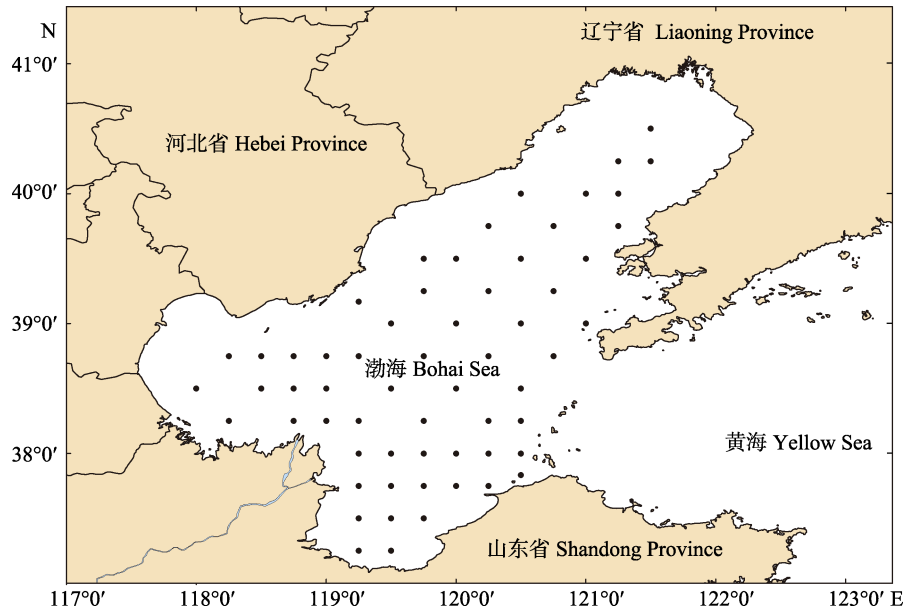 N
辽宁省 Liaoning Province
41°0′
河北省 Hebei Province
40°0′
39°0′
渤海 Bohai Sea
黄海 Yellow Sea
38°0′
山东省 Shandong Province
117°0′ 118°0′ 119°0′ 120°0′ 121°0′ 122°0′ 123°0′ E